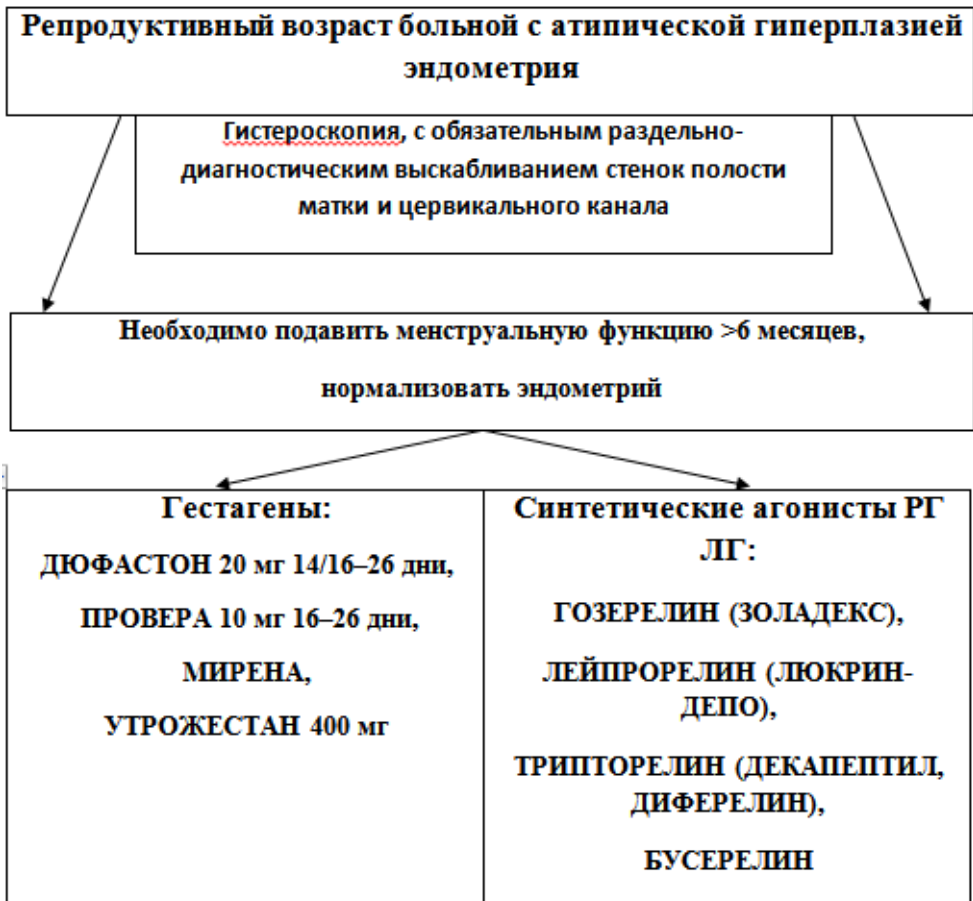 Репродуктивный возраст больной с атипической гиперплазией
эндометрия
Гистероскопия, с обязательным раздельно-
диагностическим выскабливанием стенок полости
матки и цервикального канала
Необходимо подавить менструальную функцию >6 месяцев,
нормализовать эндометрий
Гестагены:
ДЮФАСТОН 20 мг 14/16–26 дни,
ПРОВЕРА 10 мг 16–26 дни,
МИРЕНА,
УТРОЖЕСТАН 400 мг
Синтетические агонисты РГ
ЛГ:
ГОЗЕРЕЛИН (ЗОЛАДЕКС),
ЛЕЙПРОРЕЛИН (ЛЮКРИН-
ДЕПО),
ТРИПТОРЕЛИН (ДЕКАПЕПТИЛ,
ДИФЕРЕЛИН),
БУСЕРЕЛИН